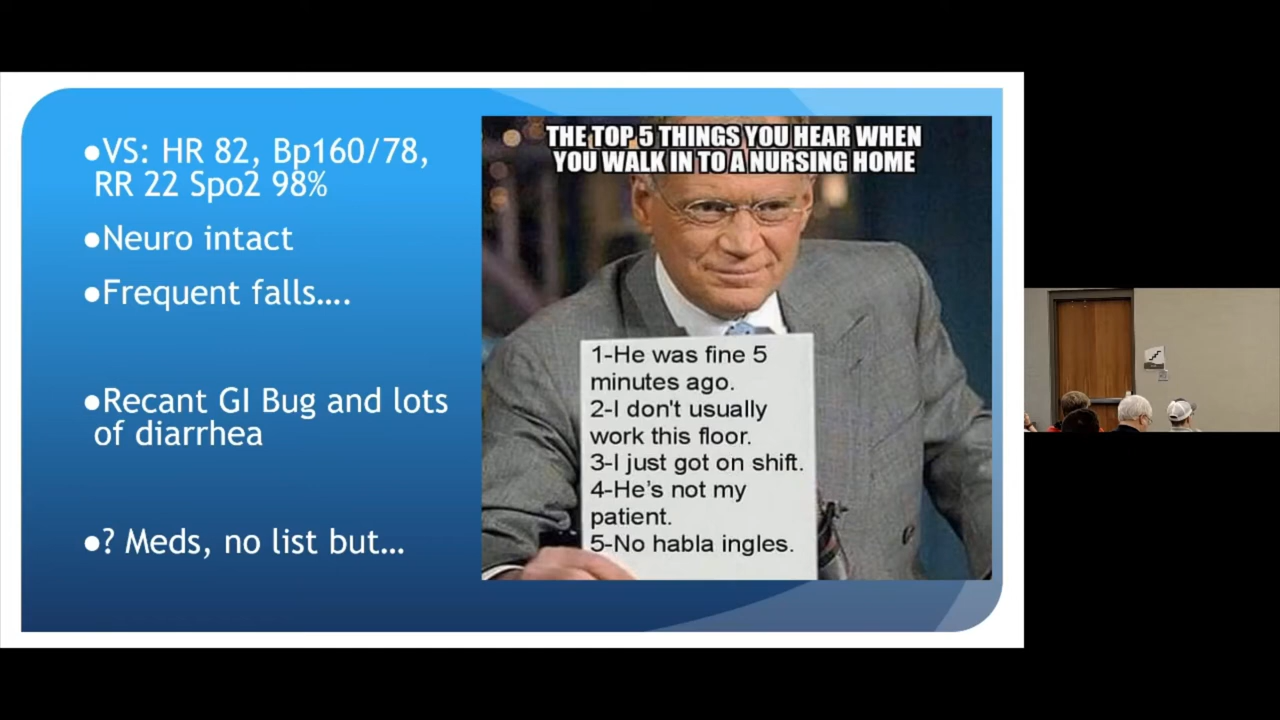 ●VS: HR 82, Bp160/78,
RR 22 Spo2 98%
●Neuro intact
●Frequent falls....
●Recant GI Bug and lots
of diarrhea
●? Meds, no list but...
THE TOP 5 THINGS YOU HEAR WHEN
YOU WALK IN TO A NURSING HOME
1-He was fine 5
minutes ago.
2-I don't usually
work this floor.
3-I just got on shift.
4-He's not my
patient.
5-No habla ingles.